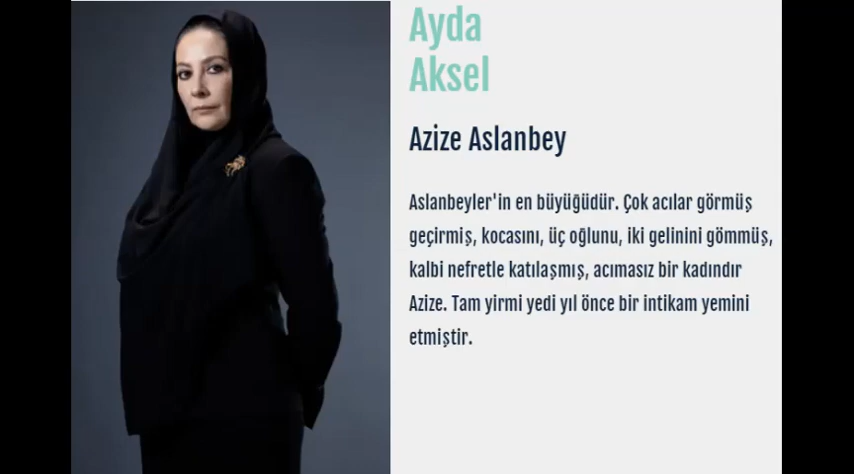 Ayda
Aksel
Azize Aslanbey
Aslanbeyler'in en büyüğüdür. Çok acılar görmüş
geçirmiş, kocasını, üç oğlunu, iki gelinini gömmüş,
kalbi nefretle katılaşmış, acımasız bir kadındır
Azize. Tam yirmi yedi yıl önce bir intikam yemini
etmiştir.